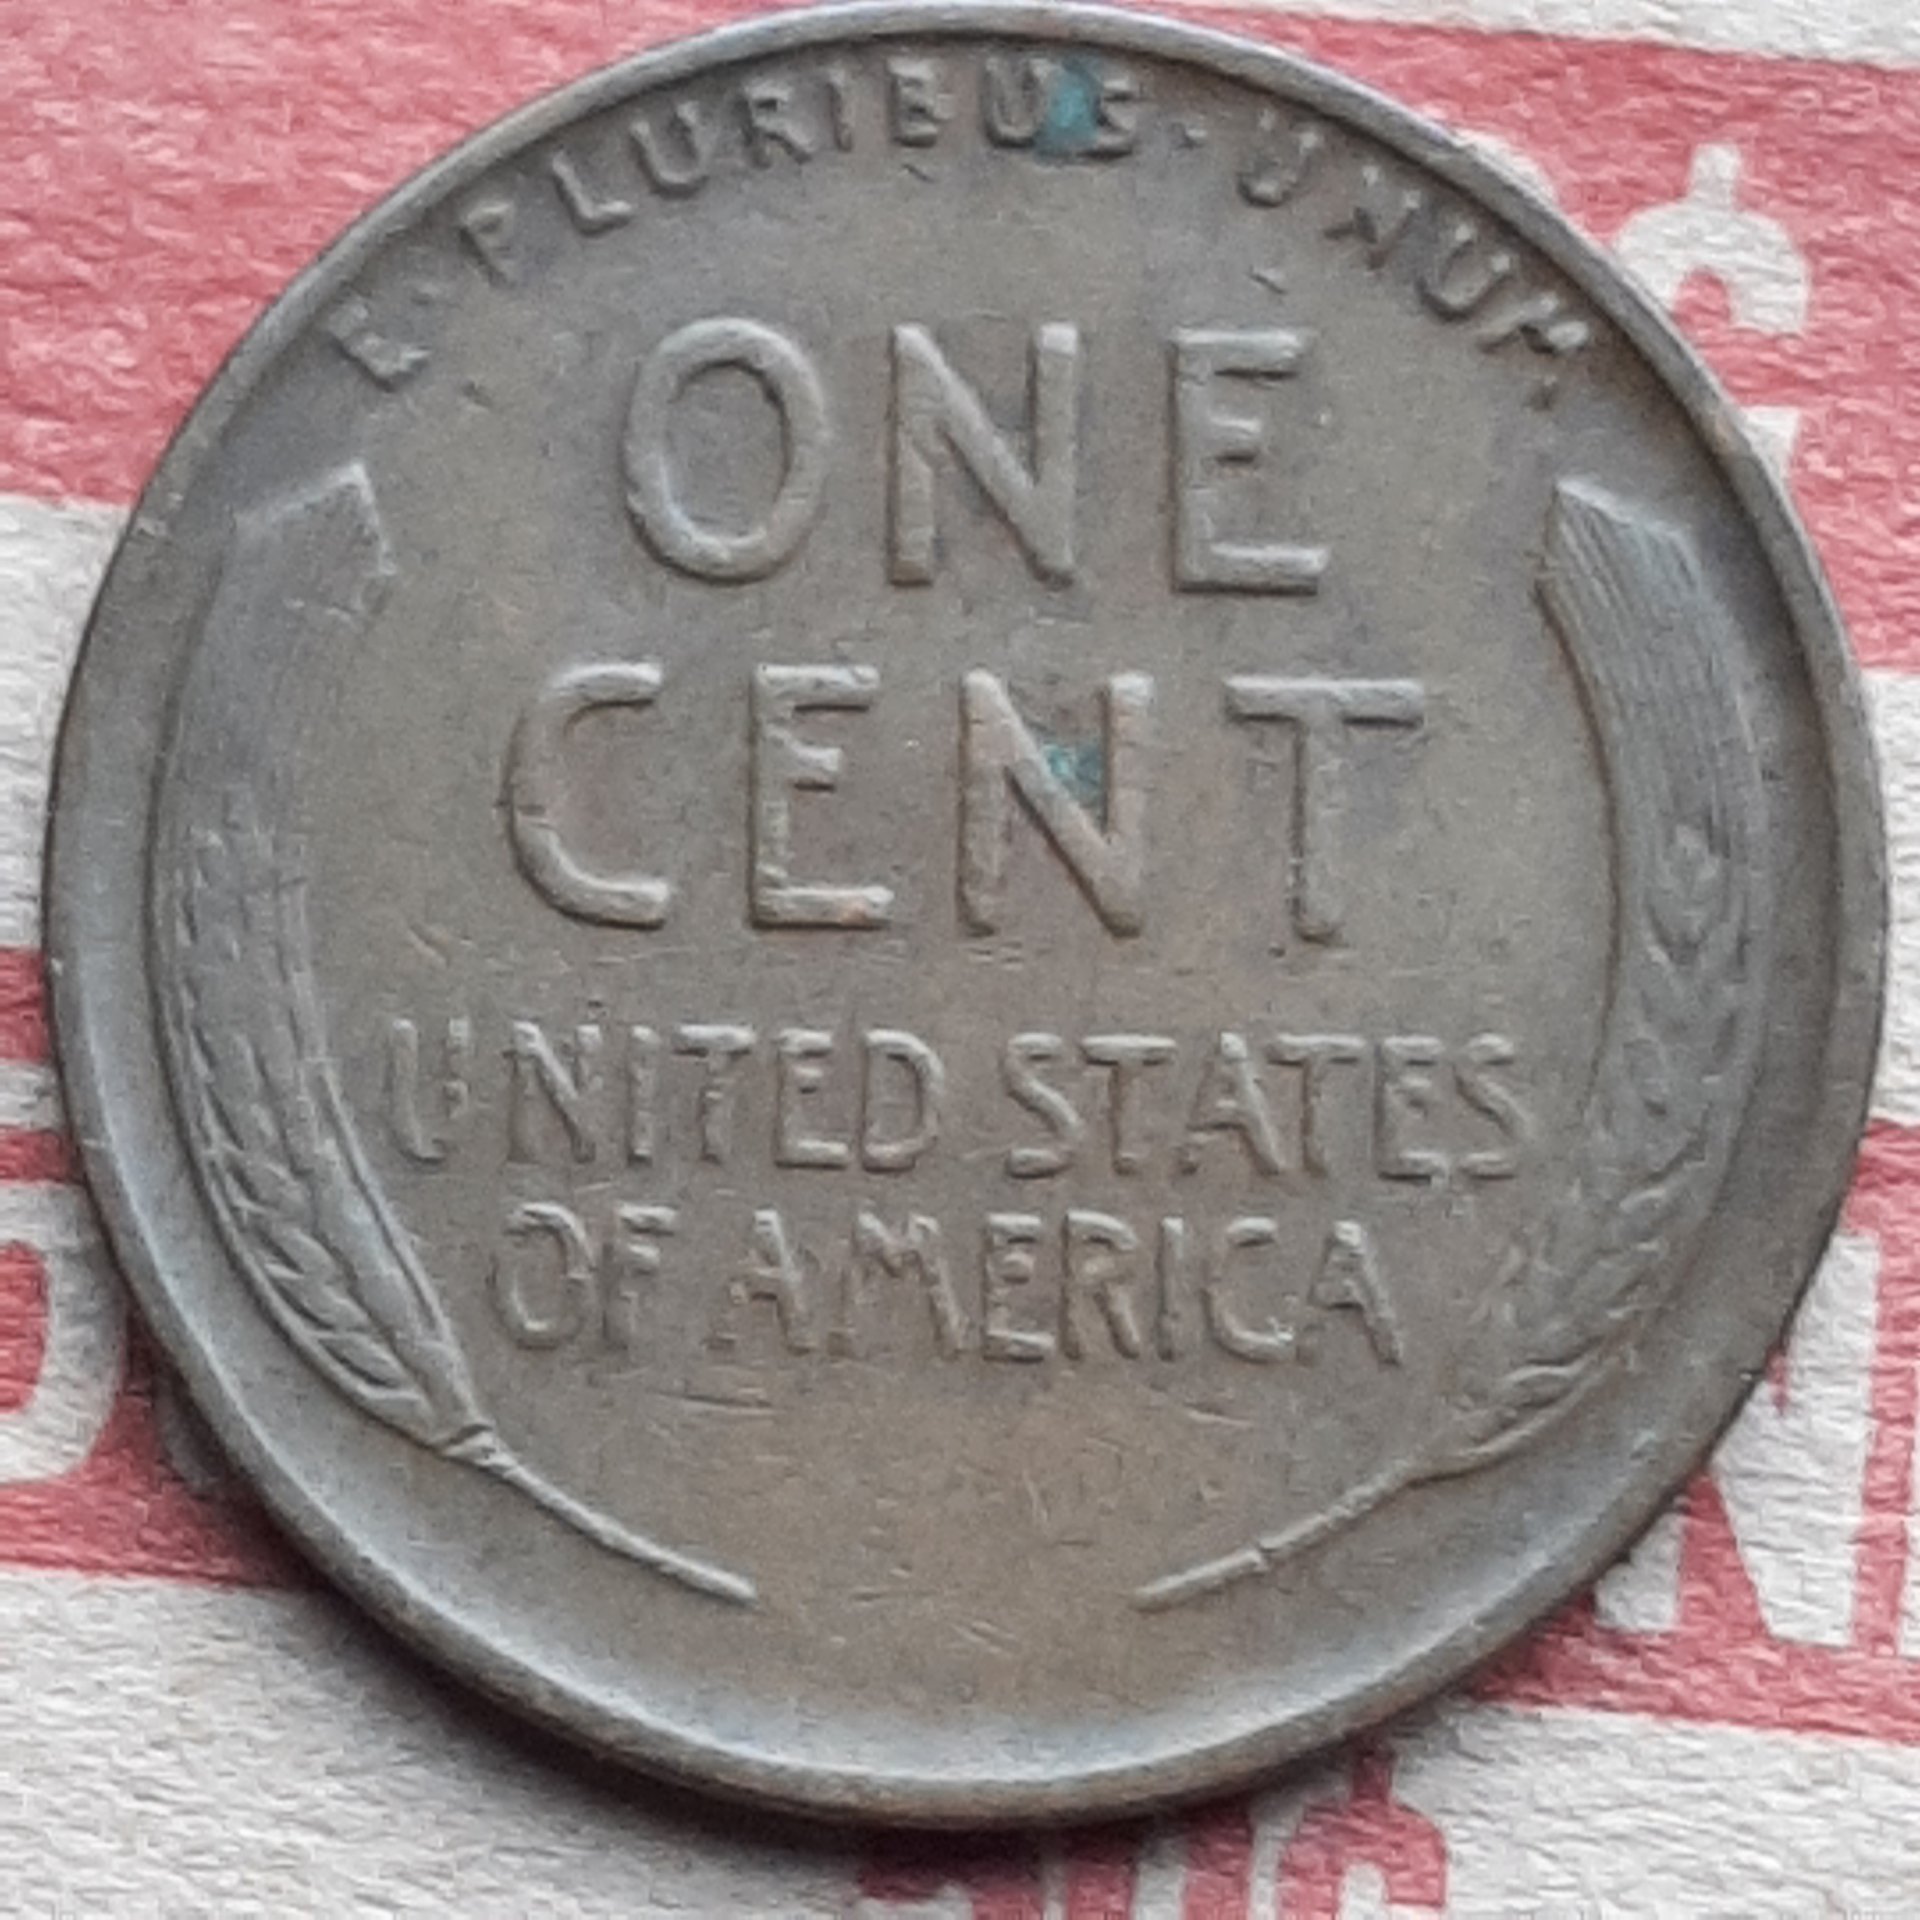 E·PLURIBUS·UNUM
ONE
CENT
UNITED STATES
OF AMERICA